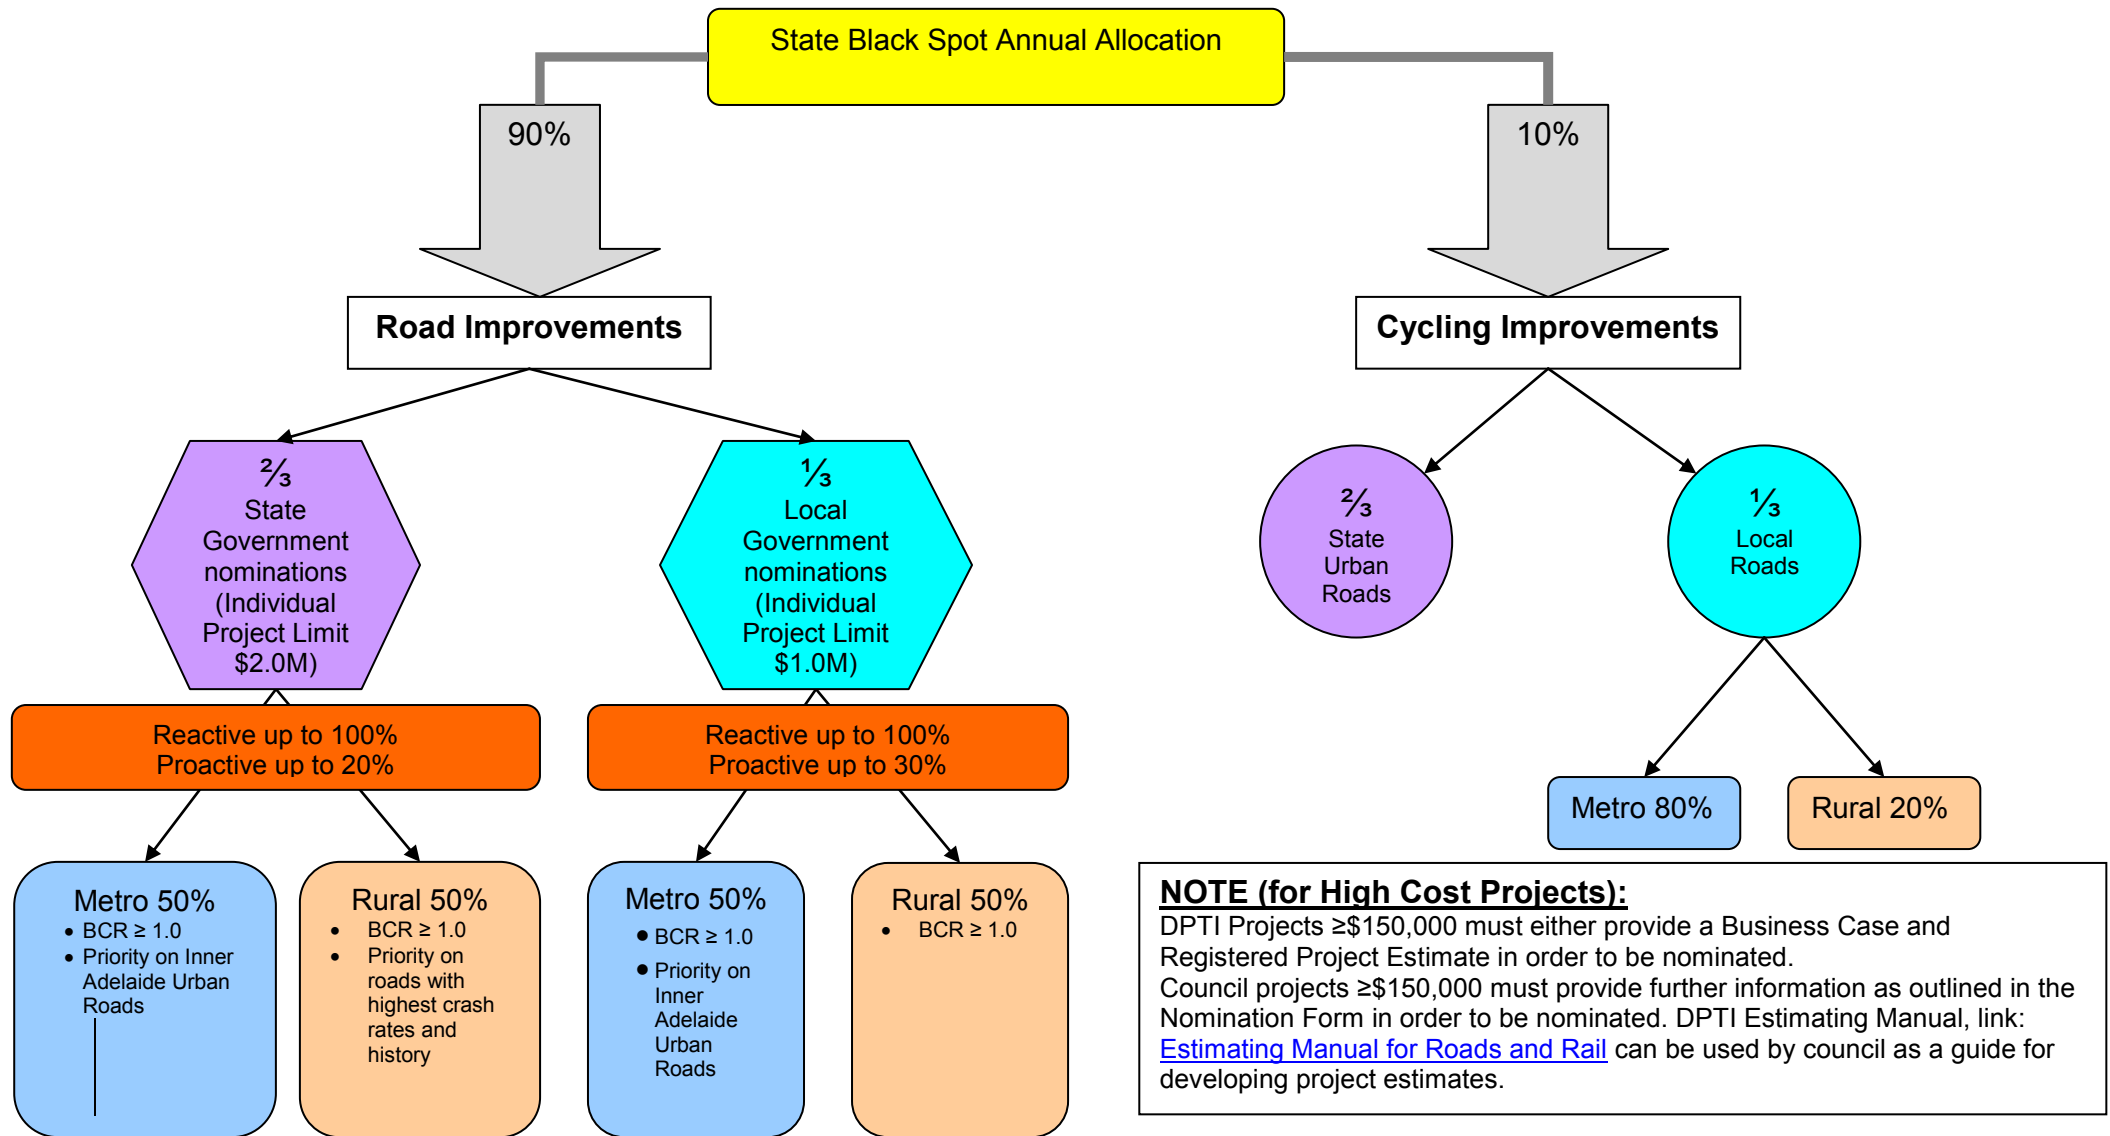 State Black Spot Annual Allocation
90%
10%
Road Improvements
Cycling Improvements
⅔
State
Government
nominations
(Individual
Project Limit
$2.0M)
⅓
Local
Government
nominations
(Individual
Project Limit
$1.0M)
⅔
State
Urban
Roads
⅓
Local
Roads
Reactive up to 100%
Proactive up to 20%
Reactive up to 100%
Proactive up to 30%
Metro 80%
Rural 20%
Metro 50%
• BCR ≥ 1.0
• Priority on Inner
Adelaide Urban
Roads
Rural 50%
• BCR ≥ 1.0
• Priority on
roads with
highest crash
rates and
history
Metro 50%
• BCR ≥ 1.0
• Priority on
Inner
Adelaide
Urban
Roads
Rural 50%
• BCR ≥ 1.0
NOTE (for High Cost Projects):
DPTI Projects ≥$150,000 must either provide a Business Case and
Registered Project Estimate in order to be nominated.
Council projects ≥$150,000 must provide further information as outlined in the
Nomination Form in order to be nominated. DPTI Estimating Manual, link:
Estimating Manual for Roads and Rail can be used by council as a guide for
developing project estimates.